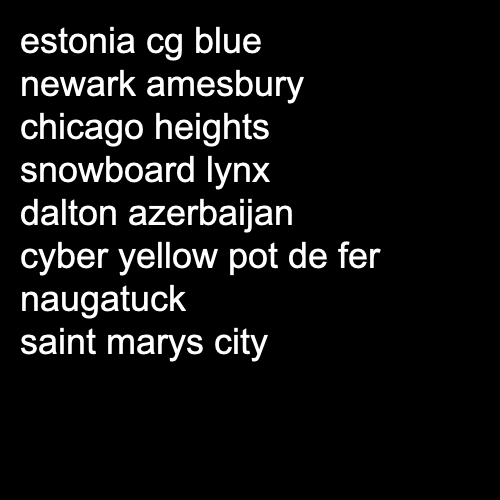 estonia cg blue
newark amesbury
chicago heights
snowboard lynx
dalton azerbaijan
cyber yellow pot de fer
naugatuck
saint marys city